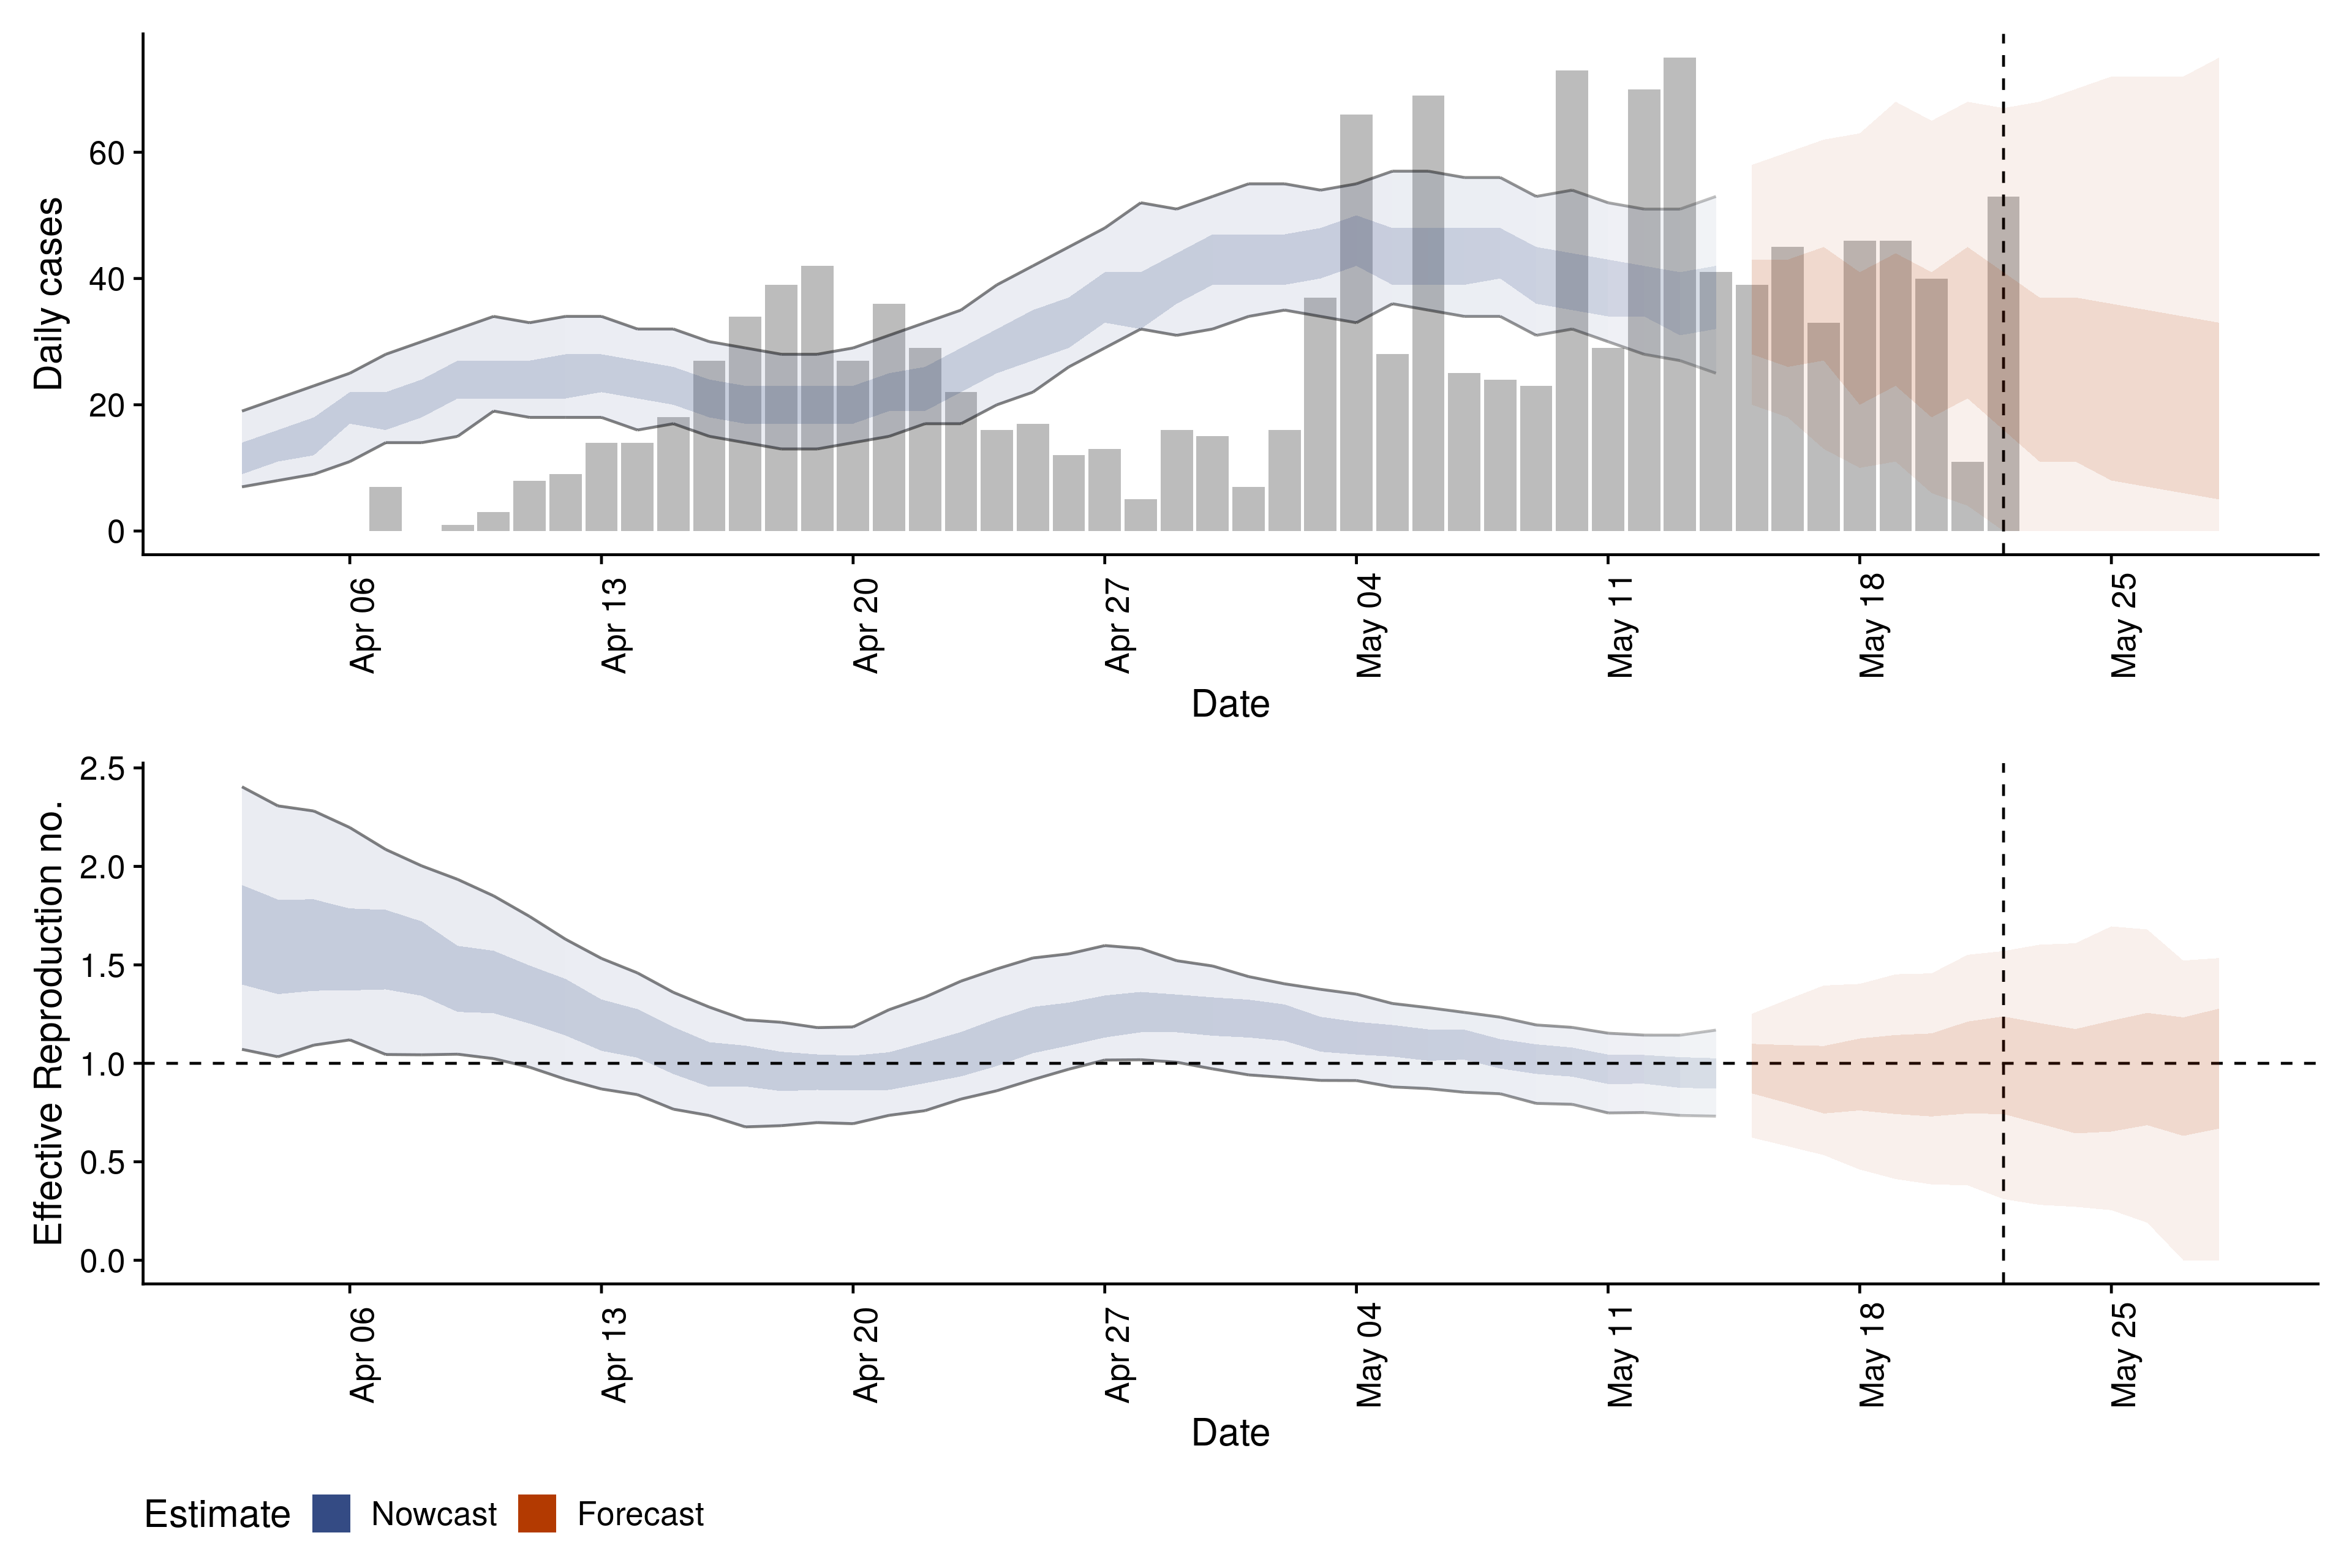 Daily cases
60
40
20
0
Apr 06
Apr 13
Apr 20
Apr 27
May 04
May 11
May 18
May 25
Date
Effective Reproduction no.
2.5
2.0
1.5
1.0
0.5
0.0
Apr 06
Apr 13
Apr 20
Apr 27
May 04
May 11
May 18
May 25
Date
Estimate Nowcast Forecast